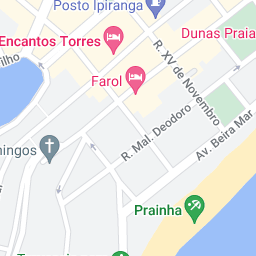 Posto Ipiranga
Encantos Torres
Dunas Praia
R. XV de Novembro
Farol
R. Mal. Deodoro
Av. Beira Mar
Prainha